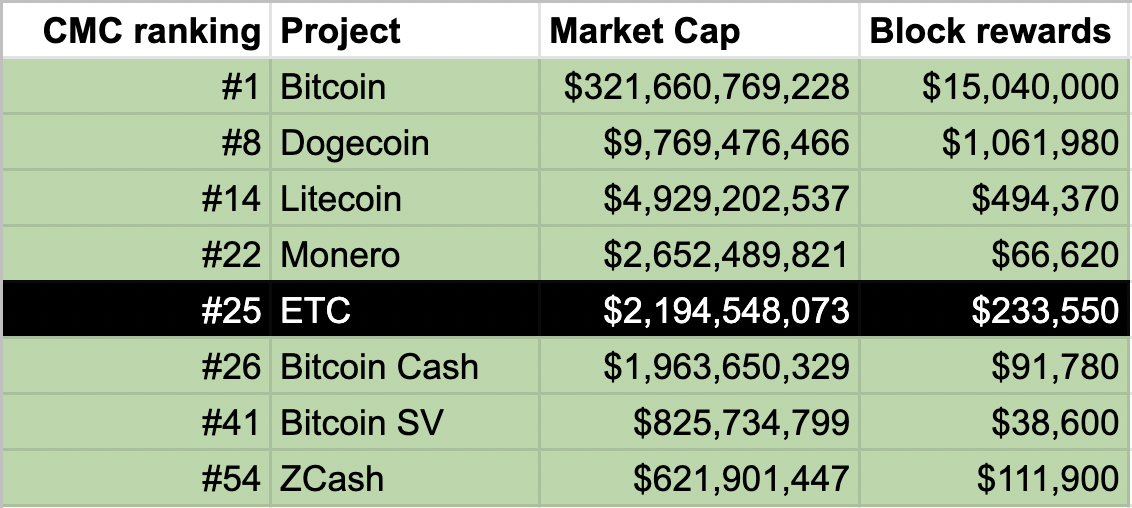 CMC ranking Project Market Cap Block rewards
#1 Bitcoin $321,660,769,228 $15,040,000
#8 Dogecoin $9,769,476,466 $1,061,980
#14 Litecoin $4,929,202,537 $494,370
#22 Monero $2,652,489,821 $66,620
#25 ETC $2,194,548,073 $233,550
#26 Bitcoin Cash $1,963,650,329 $91,780
#41 Bitcoin SV $825,734,799 $38,600
#54 ZCash $621,901,447 $111,900